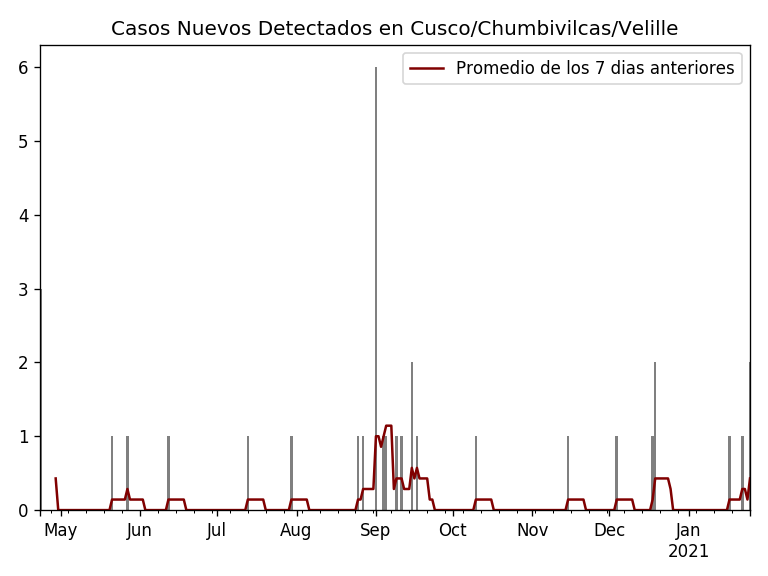 Casos Nuevos Detectados en Cusco/Chumbivilcas/Velille
Promedio de los 7 dias anteriores
6
5
4
3
2
1
0
May Jun Jul Aug Sep Oct Nov Dec Jan
2021